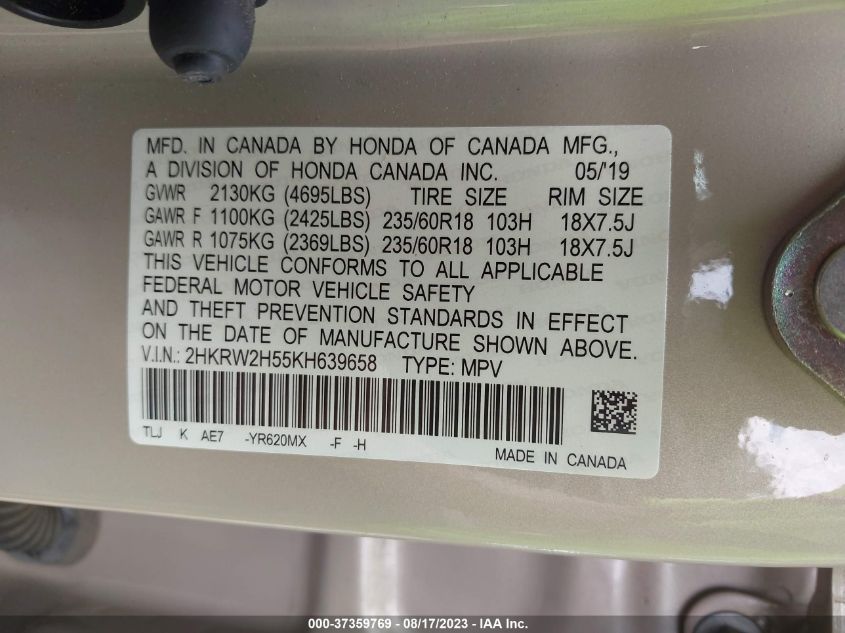 MFD. IN CANADA BY HONDA OF CANADA MFG.,
A DIVISION OF HONDA CANADA INC. 05/'19
GVWR 2130KG (4695LBS) TIRE SIZE RIM SIZE
GAWR F 1100KG (2425LBS) 235/60R18 103H 18X7.5J
GAWR R 1075KG (2369LBS) 235/60R18 103H 18X7.5J
THIS VEHICLE CONFORMS TO ALL APPLICABLE
FEDERAL MOTOR VEHICLE SAFETY
AND THEFT PREVENTION STANDARDS IN EFFECT
ON THE DATE OF MANUFACTURE SHOWN ABOVE.
V.I.N.: 2HKRW2H55KH639658 TYPE: MPV
TLJ K AE7 -YR620MX -F -H
MADE IN CANADA
000-37359769 - 08/17/2023 - IAA Inc.